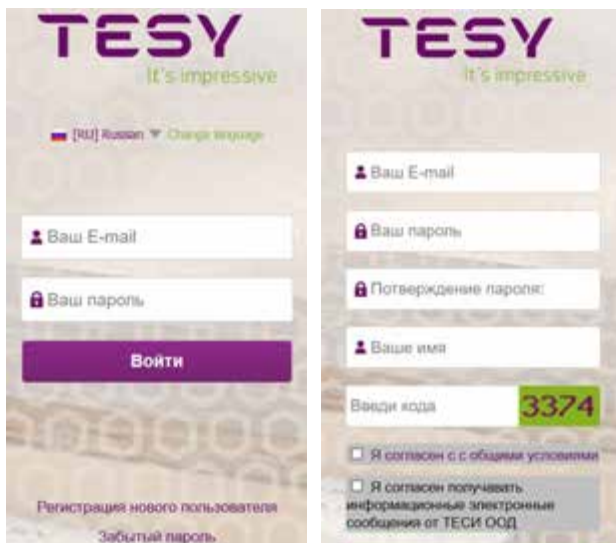 TESY
It's impressive
[RU] Russian Change language
Ваш E-mail
Ваш пароль
Войти
Регистрация нового пользователя
Забытый пароль
TESY
It's impressive
Ваш E-mail
Ваш пароль
Потверждение пароля:
Ваше имя
Введи кода 3374
Я согласен с с общими условиями
Я согласен получавать
информационные электронные
сообщения от ТЕСИ ООД